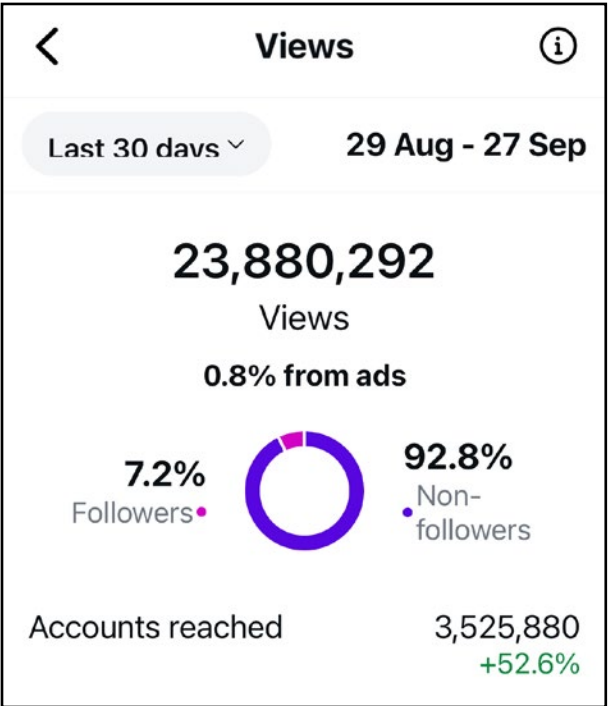 Views
Last 30 days
29 Aug - 27 Sep
23,880,292
Views
0.8% from ads
7.2%
Followers
92.8%
Non-
followers
Accounts reached
3,525,880
+52.6%